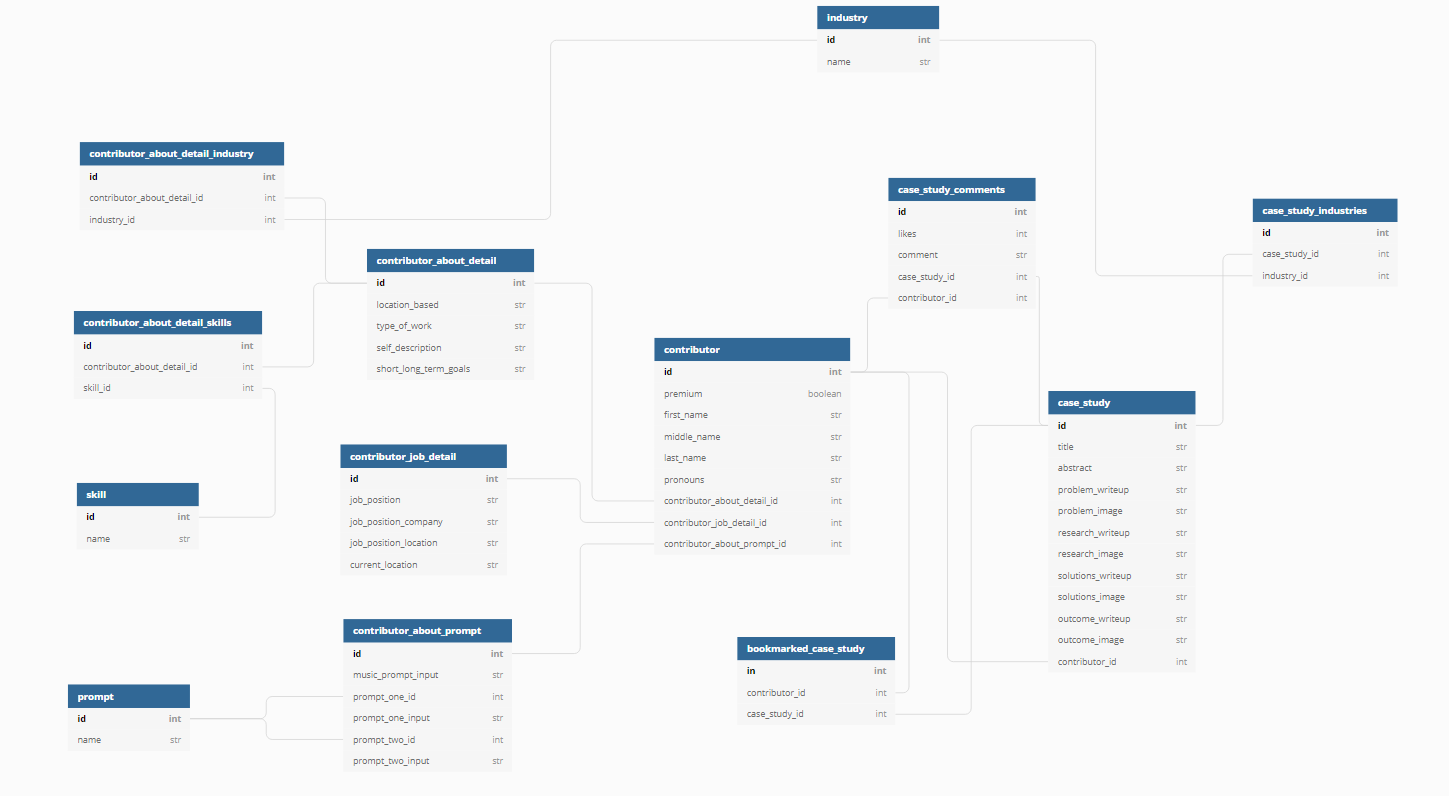 industry
id int
name str
contributor_about_detail_industry
id int
contributor_about_detail_id int
industry_id int
case_study_comments
id int
likes int
comment str
case_study_id int
contributor_id int
case_study_industries
id int
case_study_id int
industry_id int
contributor_about_detail
id int
location_based str
type_of_work str
self_description str
short_long_term_goals str
contributor_about_detail_skills
id int
contributor_about_detail_id int
skill_id int
contributor
id int
premium boolean
first_name str
middle_name str
last_name str
pronouns str
contributor_about_detail_id int
contributor_job_detail_id int
contributor_about_prompt_id int
case_study
id int
title str
abstract str
problem_writeup str
problem_image str
research_writeup str
research_image str
solutions_writeup str
solutions_image str
outcome_writeup str
outcome_image str
contributor_id int
contributor_job_detail
id int
job_position str
job_position_company str
job_position_location str
current_location str
skill
id int
name str
contributor_about_prompt
id int
music_prompt_input str
prompt_one_id int
prompt_one_input str
prompt_two_id int
prompt_two_input str
bookmarked_case_study
in int
contributor_id int
case_study_id int
prompt
id int
name str